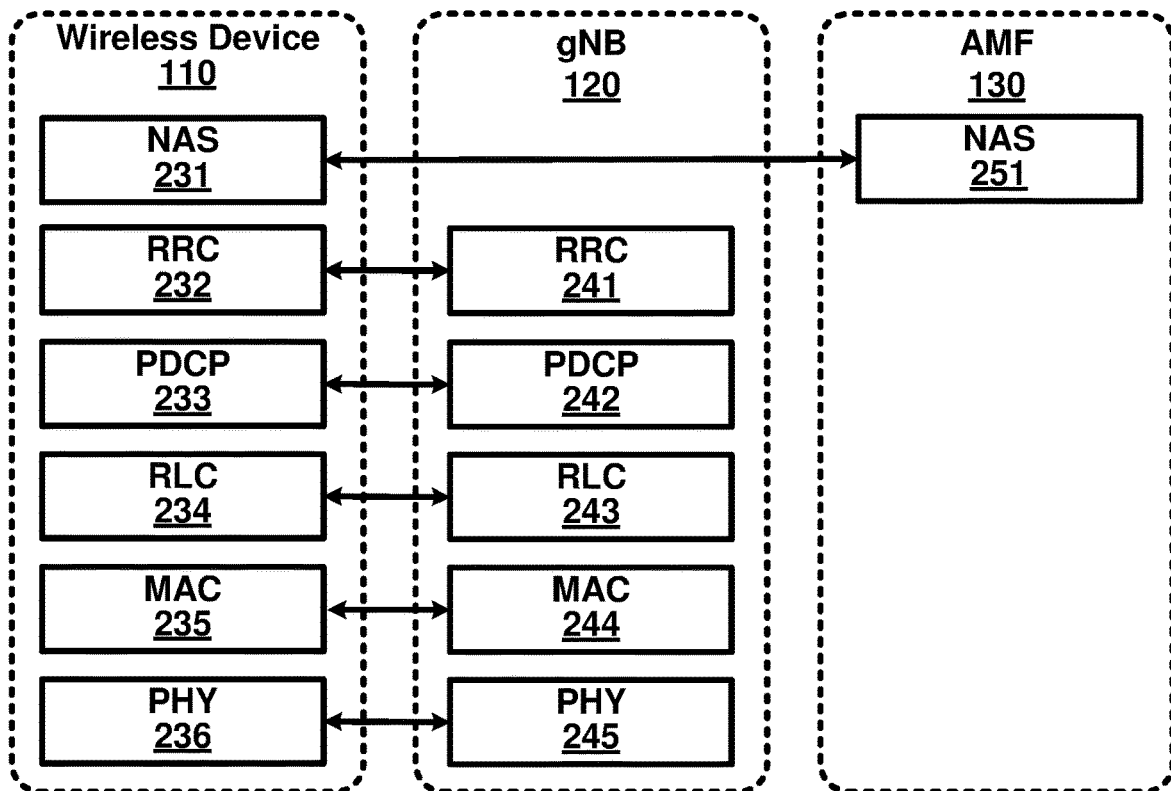 Wireless Device
110
gNB
120
AMF
130
NAS
231
NAS
251
RRC
232
RRC
241
PDCP
233
PDCP
242
RLC
234
RLC
243
MAC
235
MAC
244
PHY
236
PHY
245